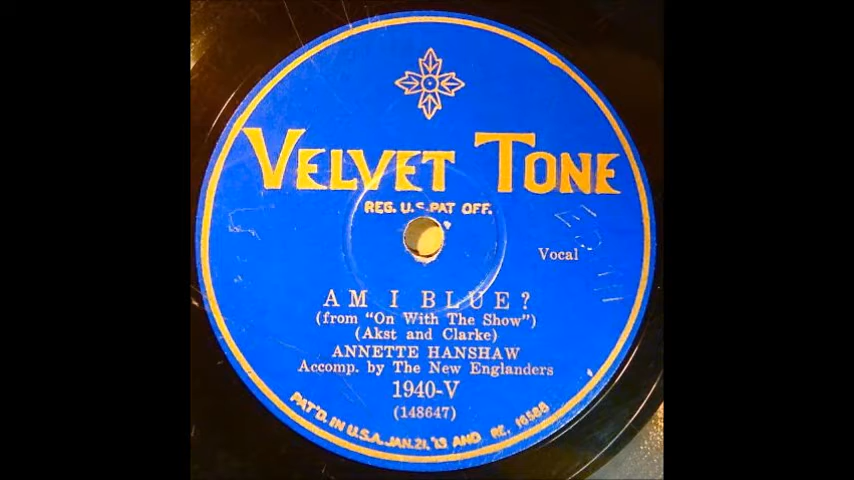 VELVET TONE
REG. U.S. PAT OFF.
Vocal
AM I BLUE?
(from "On With The Show")
(Akst and Clarke)
ANNETTE HANSHAW
Accomp. by The New Englanders
1940-V
(148647)
PAT'D. IN U.S.A. JAN. 21, '13 AND RE. 16588